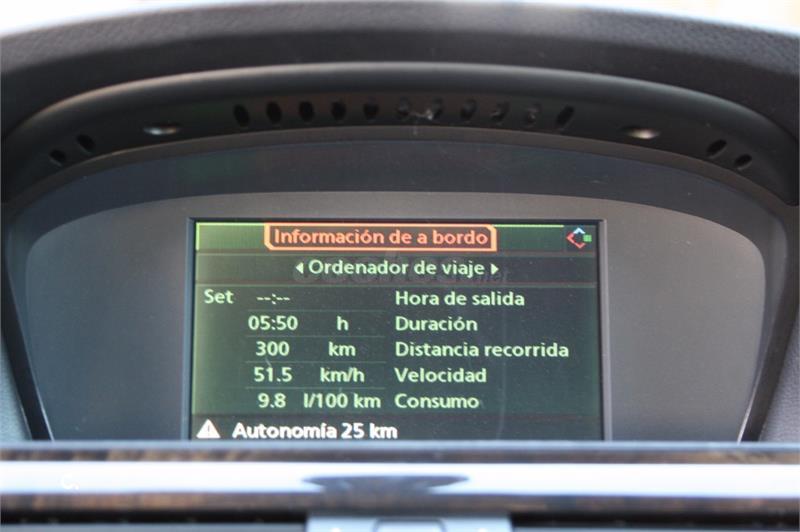 Información de a bordo
Ordenador de viaje
Set --:-- Hora de salida
05:50 h Duración
300 km Distancia recorrida
51.5 km/h Velocidad
9.8 l/100 km Consumo
Autonomía 25 km